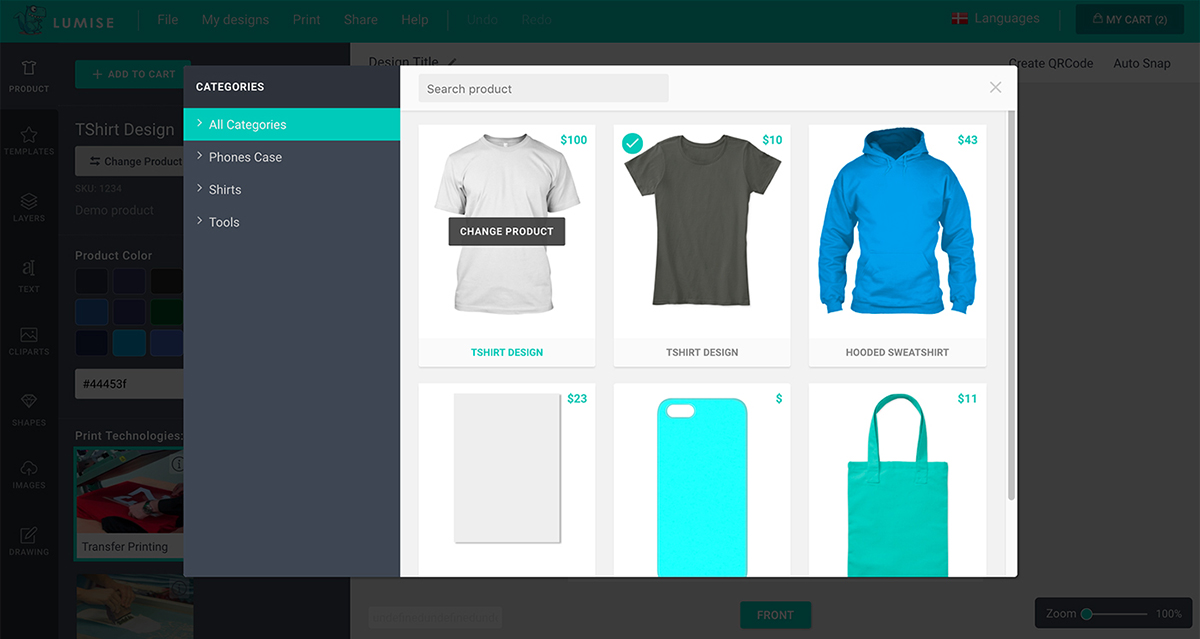 LUMISE
File
My designs
Print
Share
Help
Undo
Redo
Languages
MY CART (2)
Design Title
Create QRCode
Auto Snap
PRODUCT
TEMPLATES
LAYERS
TEXT
CLIPARTS
SHAPES
IMAGES
DRAWING
+ ADD TO CART
TShirt Design
Change Product
SKU: 1234
Demo product
Product Color
#44453f
Print Technologies:
Transfer Printing
CATEGORIES
All Categories
Phones Case
Shirts
Tools
Search product
$100
CHANGE PRODUCT
TSHIRT DESIGN
$10
TSHIRT DESIGN
$43
HOODED SWEATSHIRT
$23
$
$11
FRONT
Zoom
100%